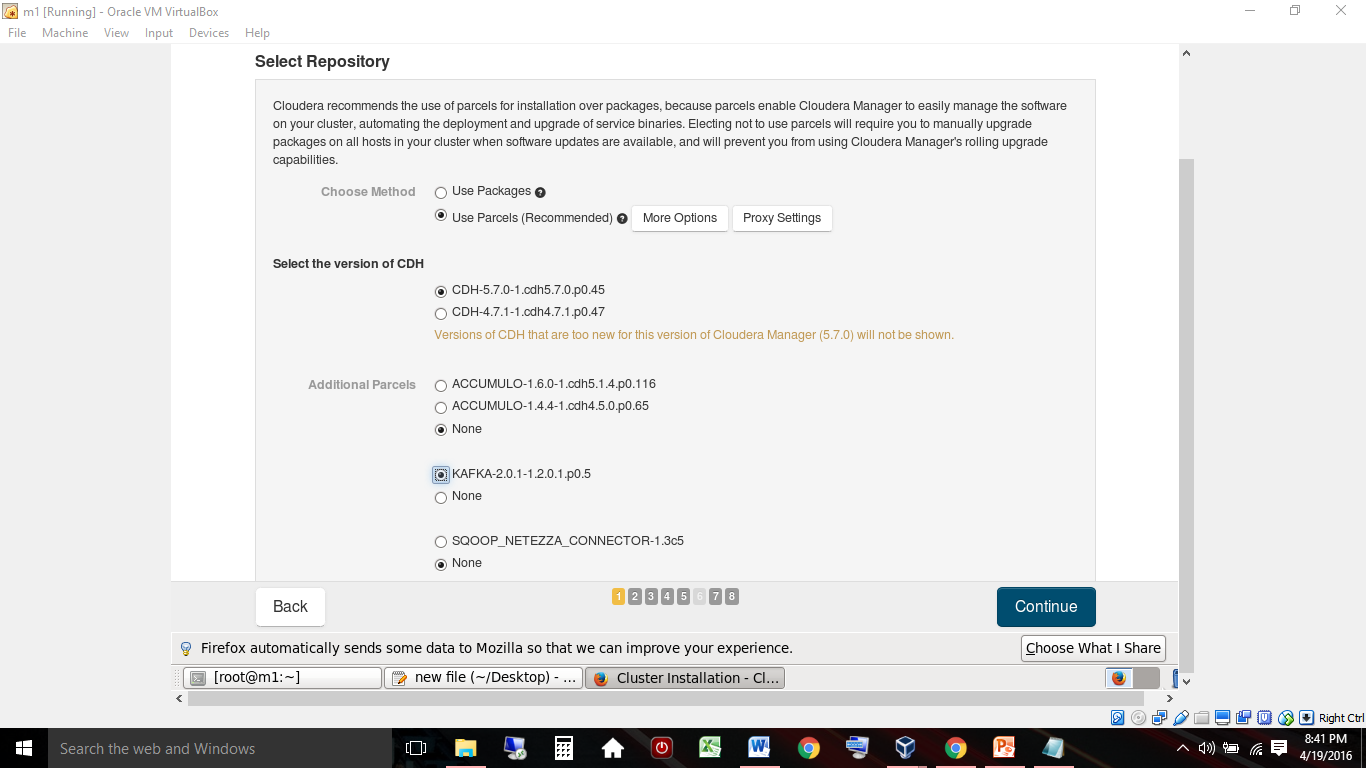 m1 [Running] - Oracle VM VirtualBox
File Machine View Input Devices Help
Select Repository
Cloudera recommends the use of parcels for installation over packages, because parcels enable Cloudera Manager to easily manage the software
on your cluster, automating the deployment and upgrade of service binaries. Electing not to use parcels will require you to manually upgrade
packages on all hosts in your cluster when software updates are available, and will prevent you from using Cloudera Manager's rolling upgrade
capabilities.
Choose Method Use Packages ?
Use Parcels (Recommended) ? More Options Proxy Settings
Select the version of CDH
CDH-5.7.0-1.cdh5.7.0.p0.45
CDH-4.7.1-1.cdh4.7.1.p0.47
Versions of CDH that are too new for this version of Cloudera Manager (5.7.0) will not be shown.
Additional Parcels ACCUMULO-1.6.0-1.cdh5.1.4.p0.116
ACCUMULO-1.4.4-1.cdh4.5.0.p0.65
None
KAFKA-2.0.1-1.2.0.1.p0.5
None
SQOOP_NETEZZA_CONNECTOR-1.3c5
None
Back 1 2 3 4 5 6 7 8 Continue
Firefox automatically sends some data to Mozilla so that we can improve your experience. Choose What I Share
[root@m1:~] new file (~/Desktop) - ... Cluster Installation - Cl...
Right Ctrl
Search the web and Windows
8:41 PM
4/19/2016